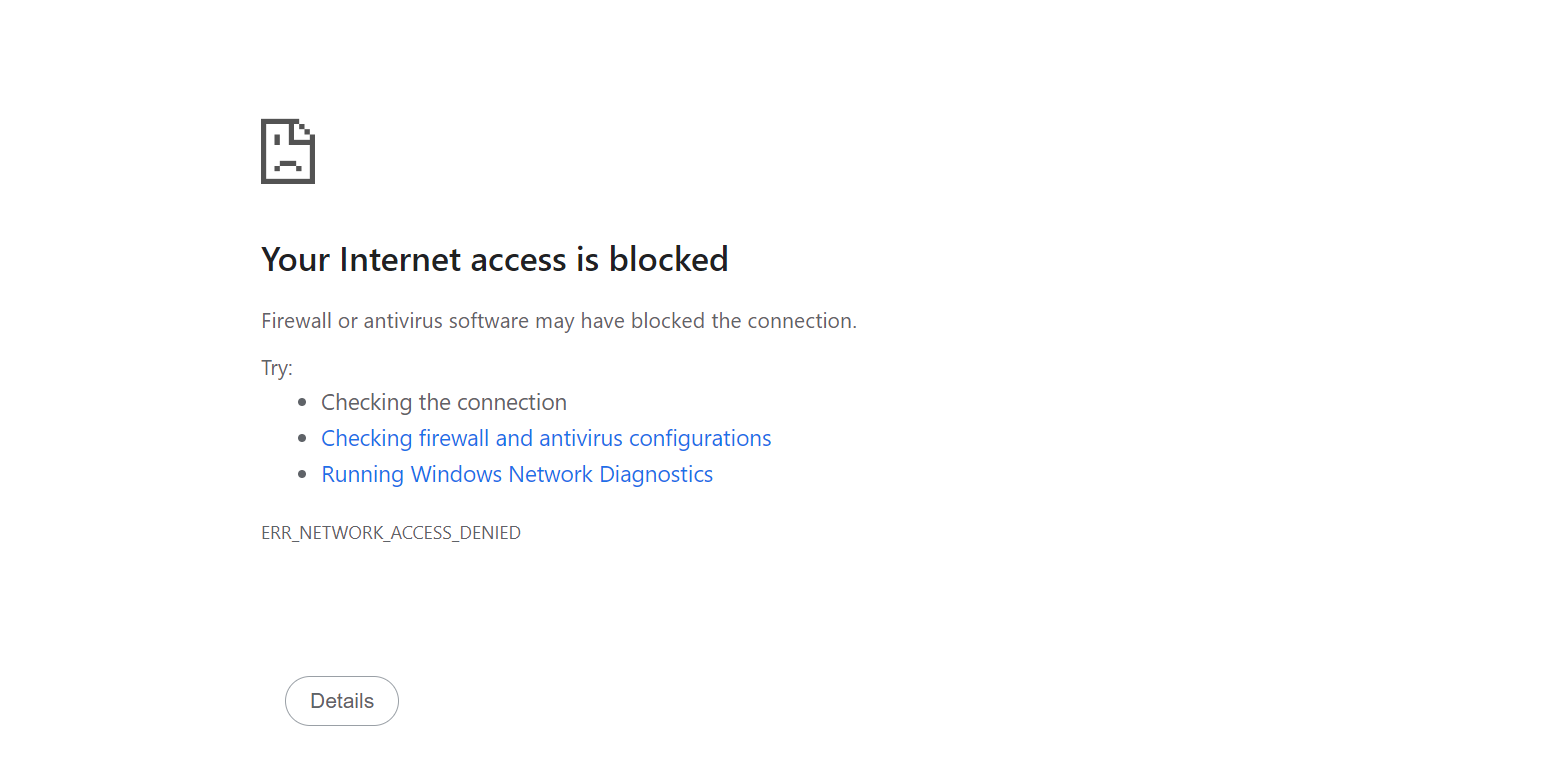 Your Internet access is blocked
Firewall or antivirus software may have blocked the connection.
Try:
Checking the connection
Checking firewall and antivirus configurations
Running Windows Network Diagnostics
ERR_NETWORK_ACCESS_DENIED
Details